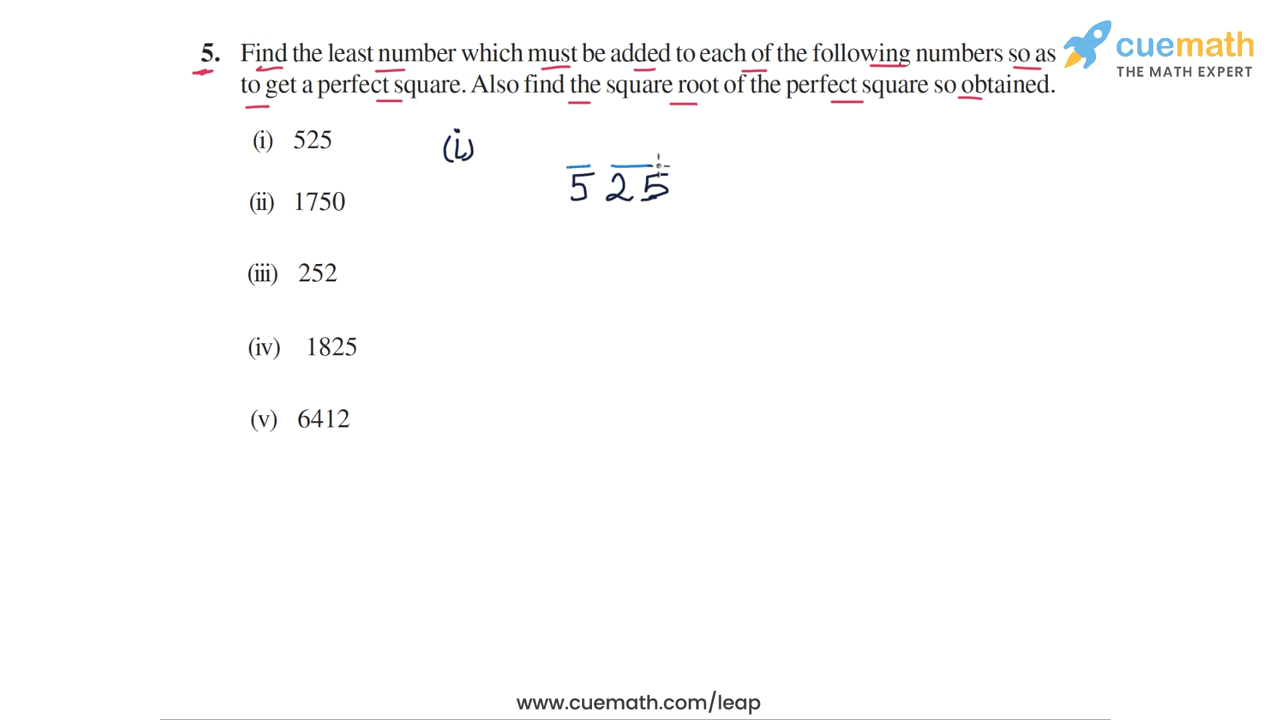 cuemath
THE MATH EXPERT
5. Find the least number which must be added to each of the following numbers so as
to get a perfect square. Also find the square root of the perfect square so obtained.
(i) 525
(i)
5 25
(ii) 1750
(iii) 252
(iv) 1825
(v) 6412
www.cuemath.com/leap